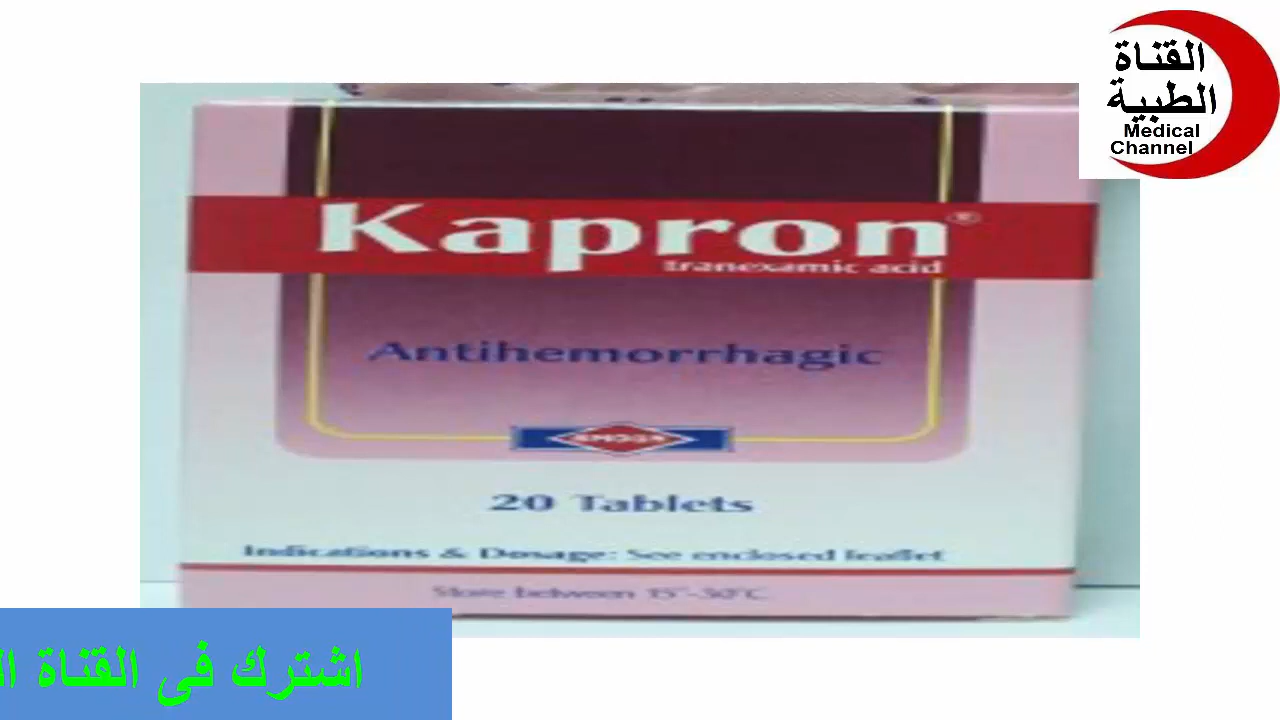 القناة
الطبية
Medical
Channel
Kapron®
tranexamic acid
Antihemorrhagic
20 Tablets
Indications & Dosage: See enclosed leaflet
Store between 15°-30°C
اشترك فى القناة